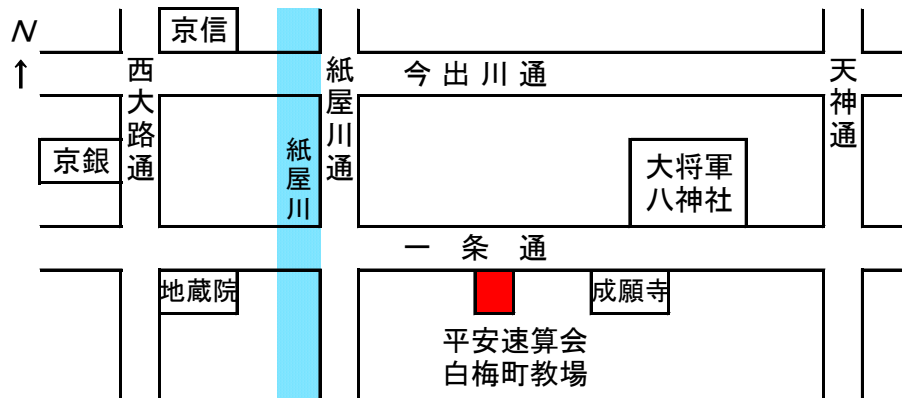 N
京信
西大路通
紙屋川通
今出川通
天神通
京銀
紙屋川
大将軍
八神社
一条通
地蔵院
成願寺
平安速算会
白梅町教場